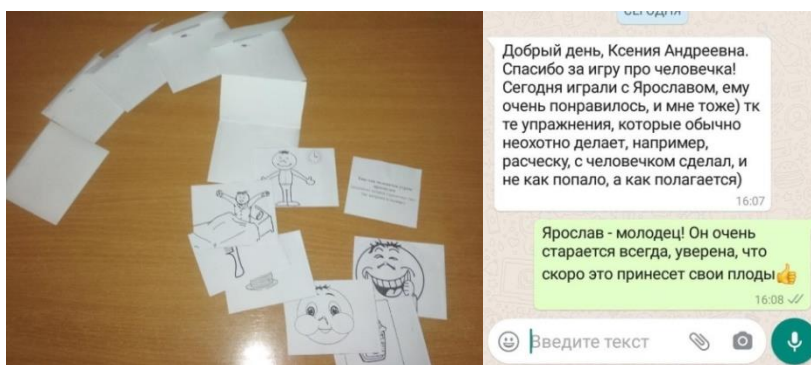 СЕГОДНЯ
Добрый день, Ксения Андреевна.
Спасибо за игру про человечка!
Сегодня играли с Ярославом, ему
очень понравилось, и мне тоже) тк
те упражнения, которые обычно
неохотно делает, например,
расческу, с человечком сделал, и
не как попало, а как полагается)
16:07
Ярослав - молодец! Он очень
старается всегда, уверена, что
скоро это принесет свои плоды👍
16:08
Введите текст